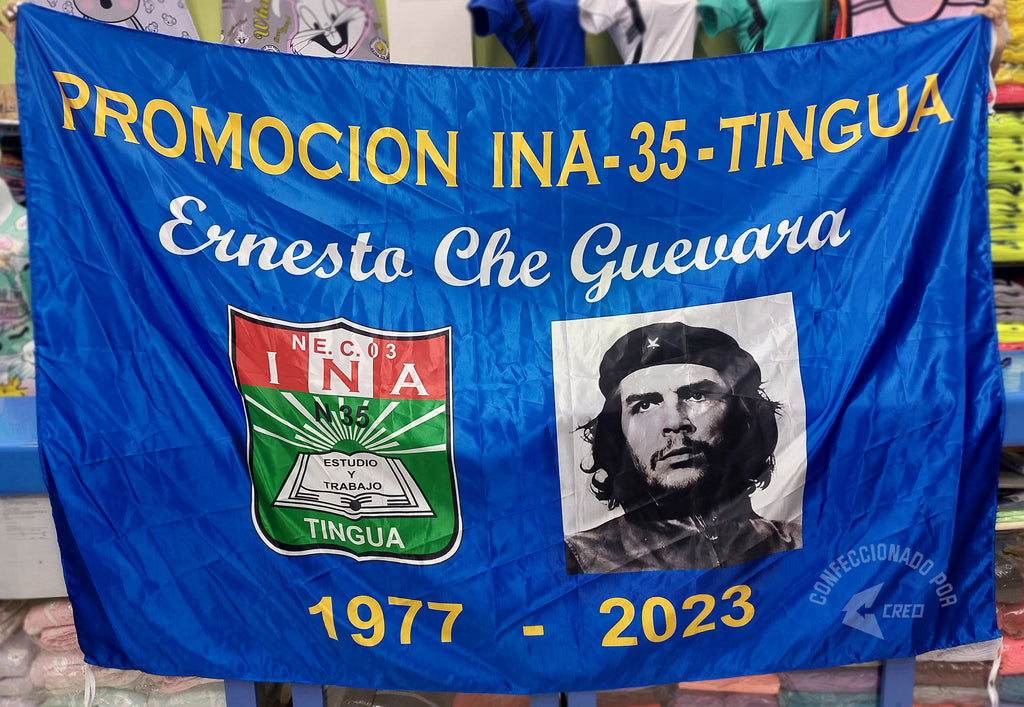 PROMOCION INA-35-TINGUA
Ernesto Che Guevara
N.E.C.03
INA
N 35
ESTUDIO
Y
TRABAJO
TINGUA
1977 - 2023
CONFECCIONADO POR
CREO